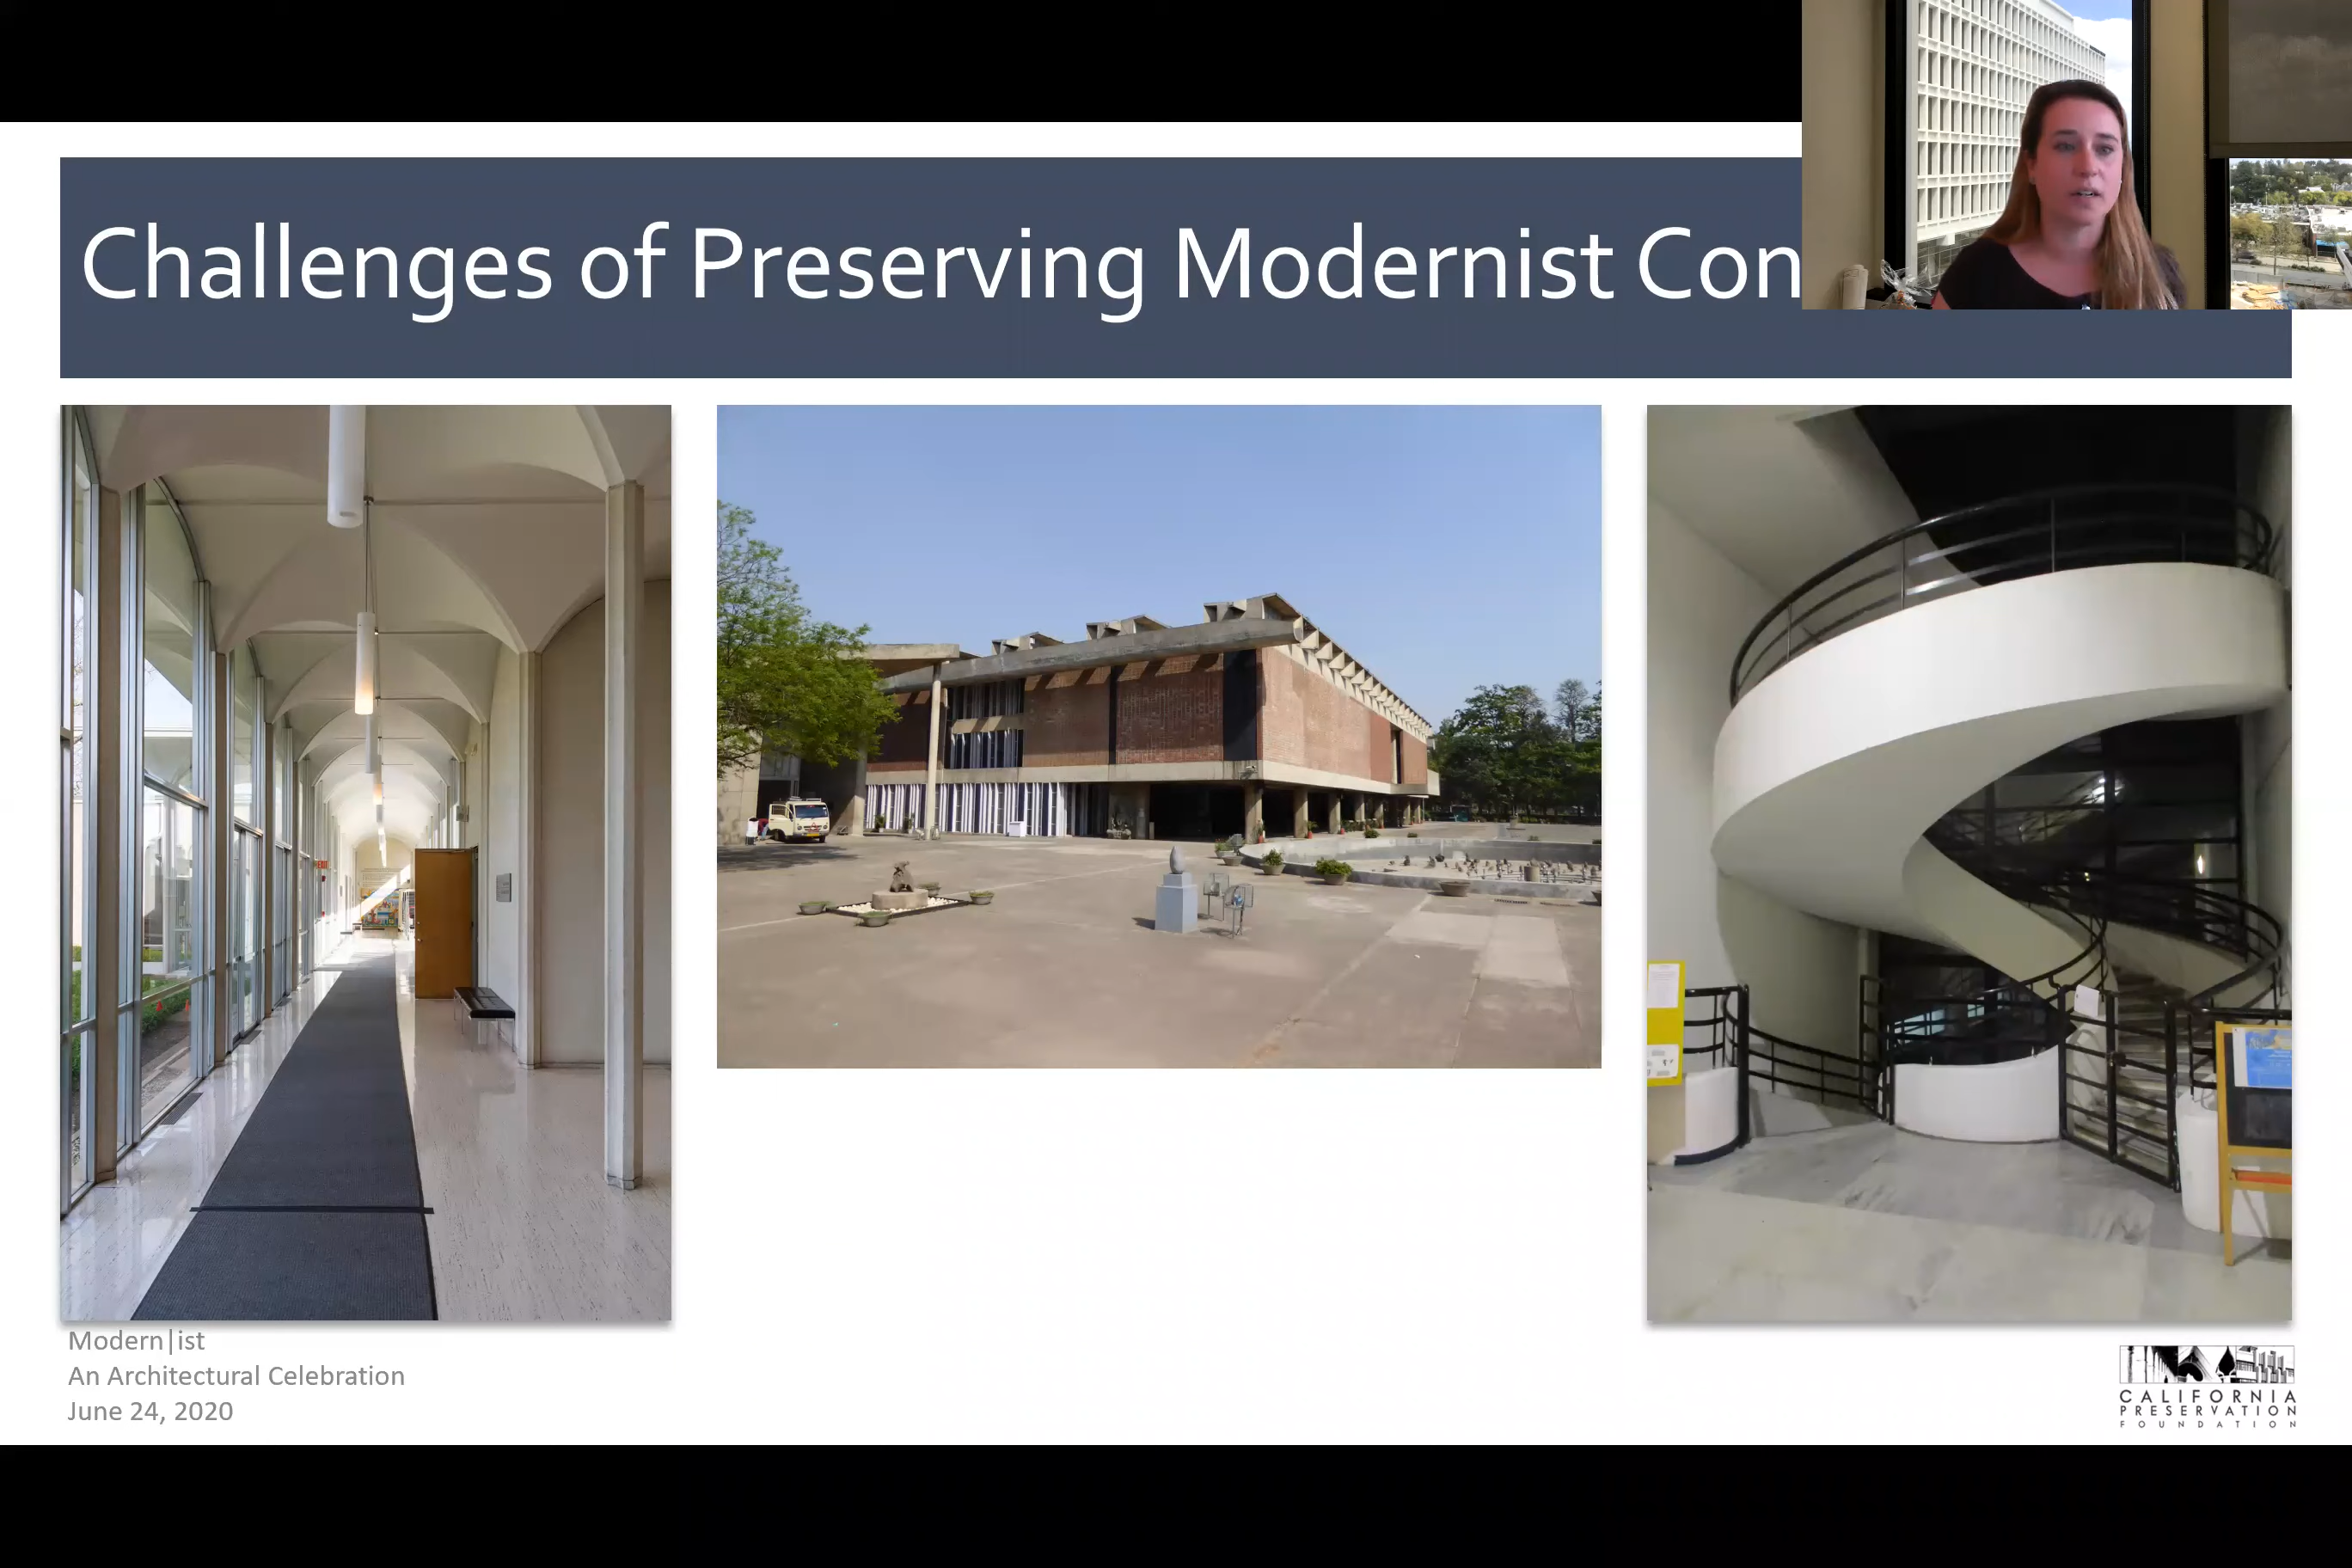 Challenges of Preserving Modernist Con
Modern|ist
An Architectural Celebration
June 24, 2020
CALIFORNIA
PRESERVATION
FOUNDATION